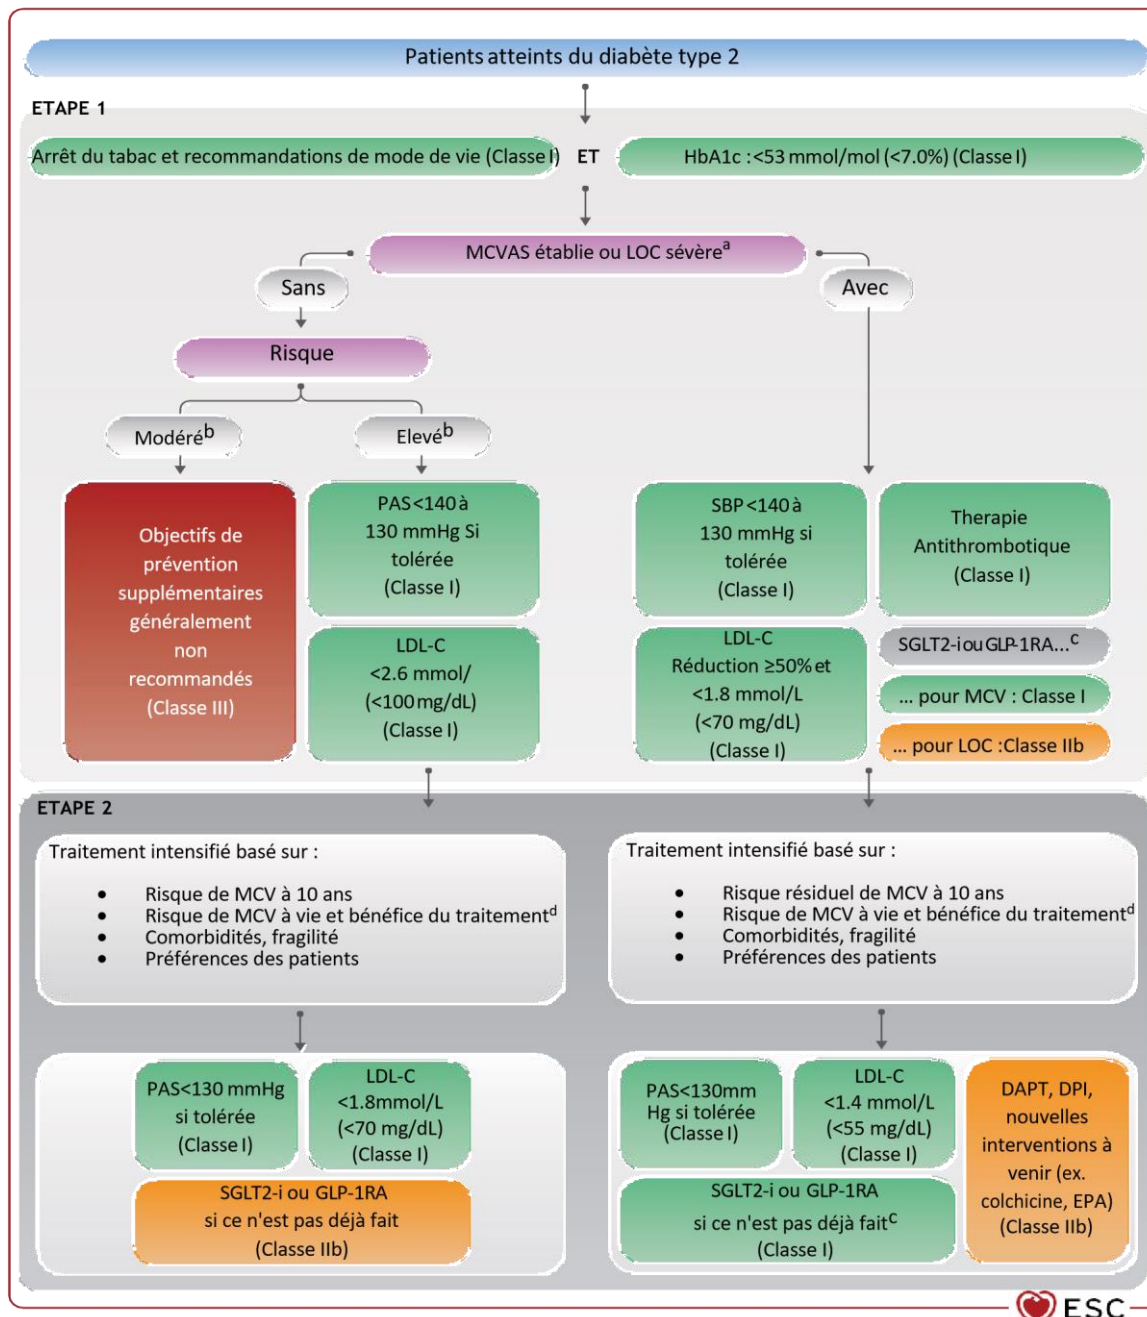 Patients atteints du diabète type 2
ETAPE 1
Arrêt du tabac et recommandations de mode de vie (Classe I)
ET
HbA1c : <53 mmol/mol (<7.0%) (Classe I)
MCVAS établie ou LOC sévère a
Sans
Avec
Risque
Modéré b
Elevé b
Objectifs de
prévention
supplémentaires
généralement
non
recommandés
(Classe III)
PAS<140 à
130 mmHg Si
tolérée
(Classe I)
LDL-C
<2.6 mmol/
(<100 mg/dL)
(Classe I)
SBP <140 à
130 mmHg si
tolérée
(Classe I)
LDL-C
Réduction ≥50% et
<1.8 mmol/L
(<70 mg/dL)
(Classe I)
Therapie
Antithrombotique
(Classe I)
SGLT2-i ou GLP-1RA... c
... pour MCV : Classe I
... pour LOC :Classe IIb
ETAPE 2
Traitement intensifié basé sur :
• Risque de MCV à 10 ans
• Risque de MCV à vie et bénéfice du traitement d
• Comorbidités, fragilité
• Préférences des patients
Traitement intensifié basé sur :
• Risque résiduel de MCV à 10 ans
• Risque de MCV à vie et bénéfice du traitement d
• Comorbidités, fragilité
• Préférences des patients
PAS<130 mmHg
si tolérée
(Classe I)
LDL-C
<1.8mmol/L
(<70 mg/dL)
(Classe I)
SGLT2-i ou GLP-1RA
si ce n'est pas déjà fait
(Classe IIb)
PAS<130mm
Hg si tolérée
(Classe I)
LDL-C
<1.4 mmol/L
(<55 mg/dL)
(Classe I)
SGLT2-i ou GLP-1RA
si ce n'est pas déjà fait c
(Classe I)
DAPT, DPI,
nouvelles
interventions à
venir (ex.
colchicine, EPA)
(Classe IIb)
ESC